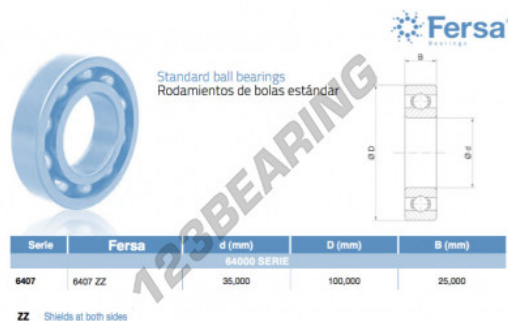 Fersa
Bearings
Standard ball bearings
Rodamientos de bolas estándar
B
Ø D
Ø d
123BEARING
Serie Fersa d (mm) D (mm) B (mm)
64000 SERIE
6407 6407 ZZ 35,000 100,000 25,000
ZZ Shields at both sides